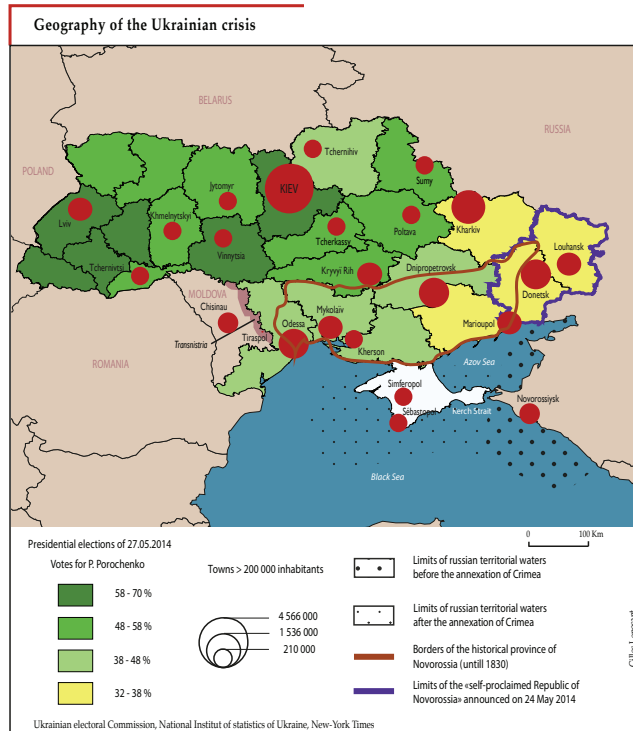 Geography of the Ukrainian crisis
BELARUS
RUSSIA
POLAND
Tchernihiv
Sumy
Jytomyr
KIEV
Lviv
Khmelnytskyi
Kharkiv
Poltava
Tcherkassy
Vinnytsia
Louhansk
Tchernivtsi
Kryvyi Rih
Dnipropetrovsk
Donetsk
MOLDOVA
Chisinau
Mykolaïv
Odessa
Marioupol
Transnistria
Tiraspol
Kherson
Azov Sea
ROMANIA
Simferopol
Sébastopol
Kerch Strait
Novorossiysk
Black Sea
0 100 Km
Presidential elections of 27.05.2014
Votes for P. Porochenko
58 - 70 %
48 - 58 %
38 - 48 %
32 - 38 %
Towns > 200 000 inhabitants
4 566 000
1 536 000
210 000
Limits of russian territorial waters
before the annexation of Crimea
Limits of russian territorial waters
after the annexation of Crimea
Borders of the historical province of
Novorossia (untill 1830)
Limits of the «self-proclaimed Republic of
Novorossia» announced on 24 May 2014
Ukrainian electoral Commission, National Institut of statistics of Ukraine, New-York Times